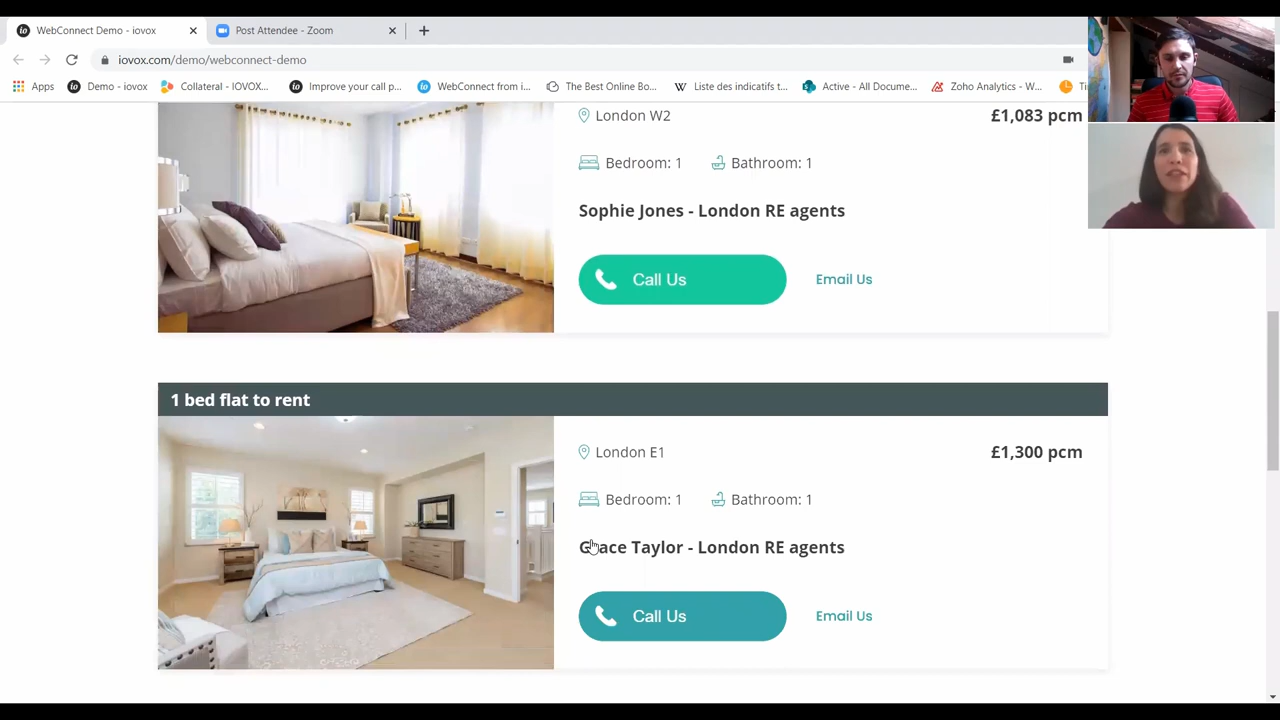 WebConnect Demo - iovox
Post Attendee - Zoom
iovox.com/demo/webconnect-demo
Apps
Demo - iovox
Collateral - IOVOX...
Improve your call p...
WebConnect from i...
The Best Online Bo...
Liste des indicatifs t...
Active - All Docume...
Zoho Analytics - W...
London W2
£1,083 pcm
Bedroom: 1
Bathroom: 1
Sophie Jones - London RE agents
Call Us
Email Us
1 bed flat to rent
London E1
£1,300 pcm
Bedroom: 1
Bathroom: 1
Grace Taylor - London RE agents
Call Us
Email Us